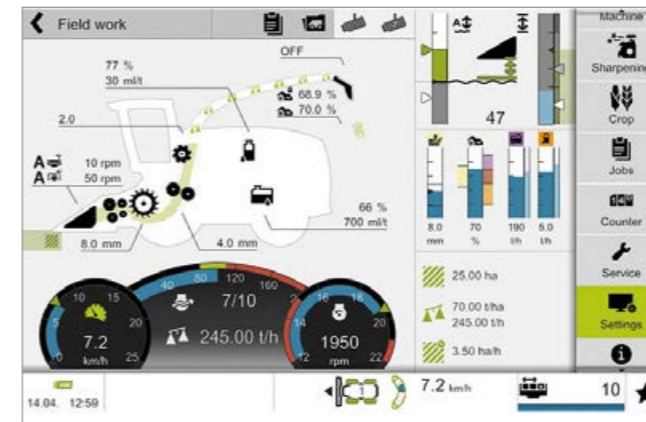 Field work
Machine
Sharpening
Crop
Jobs
Counter
Service
Settings
OFF
77 %
30 ml/t
68.9 %
70.0 %
2.0
A
10 rpm
A
50 rpm
8.0 mm
4.0 mm
66 %
700 ml/t
A
47
8.0 mm
70 %
190 t/h
5.0 t/h
25.00 ha
70.00 t/ha
245.00 t/h
3.50 ha/h
0 5 10 15 20 25
7.2
km/h
40 80 120 160
7/10
245.00 t/h
12 14 16 18 20 22
1950
rpm
14.04. 12:59
1
7.2 km/h
10